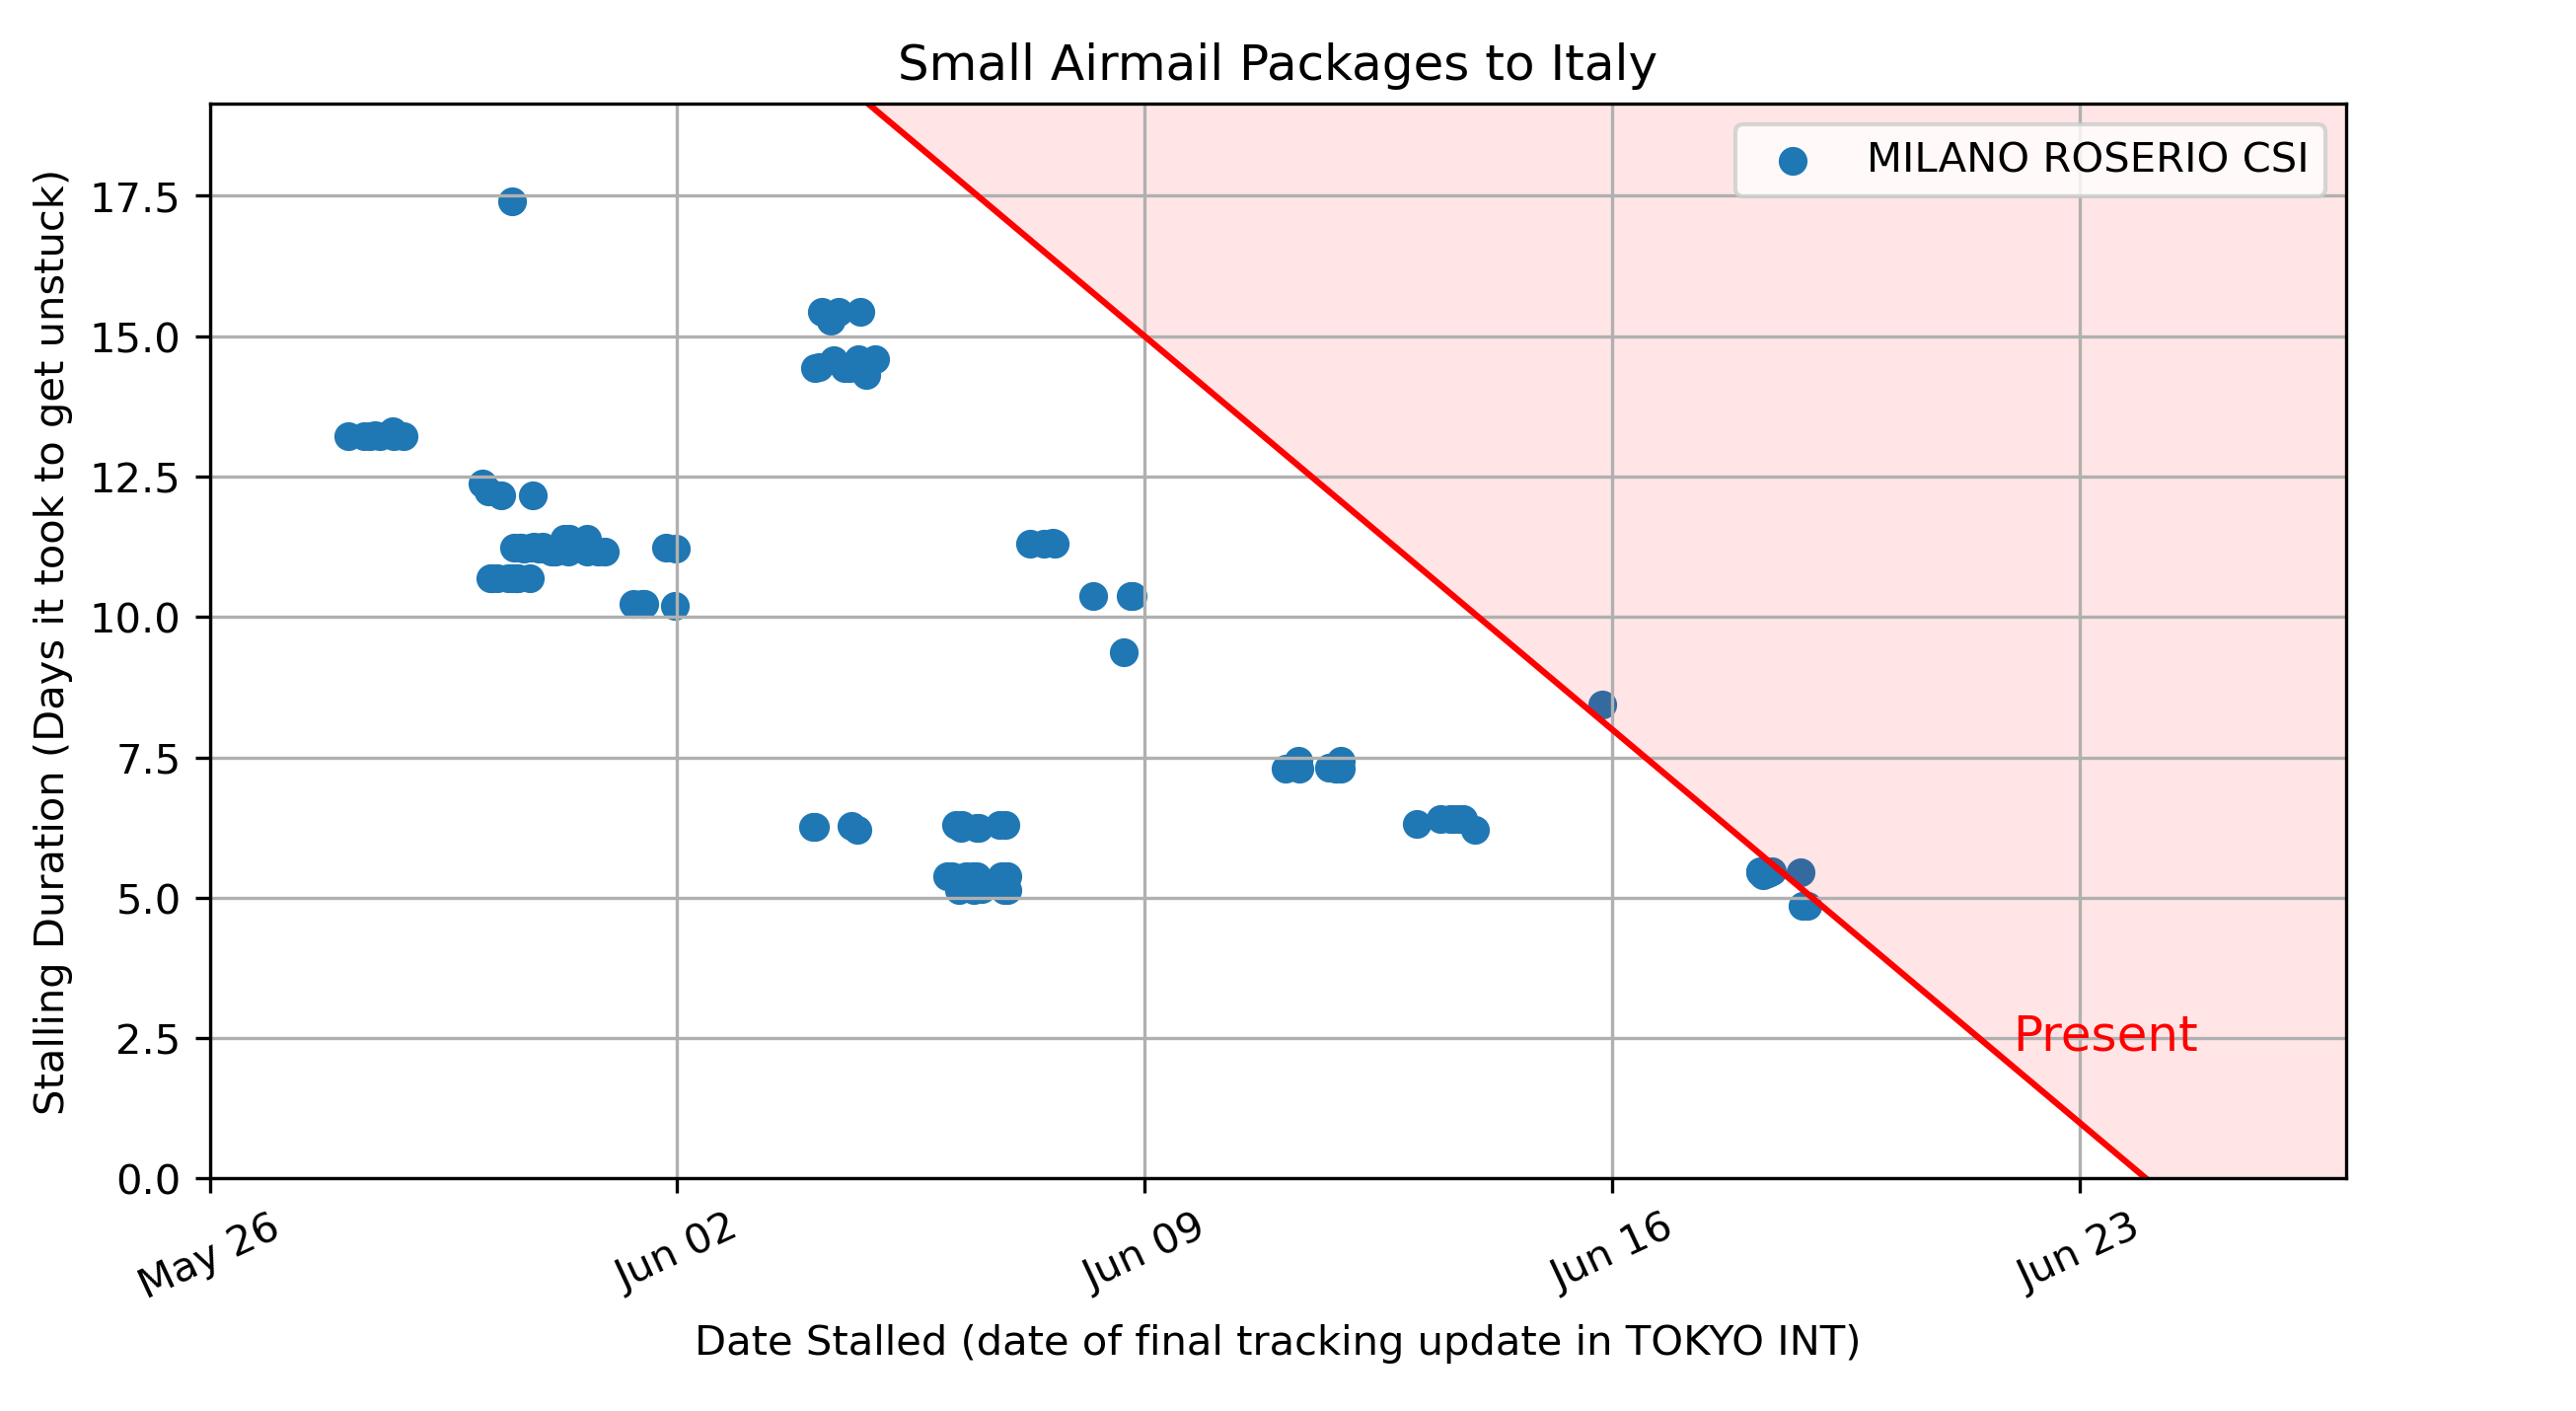 Small Airmail Packages to Italy
MILANO ROSERIO CSI
Stalling Duration (Days it took to get unstuck)
17.5
15.0
12.5
10.0
7.5
5.0
2.5
0.0
Present
May 26
Jun 02
Jun 09
Jun 16
Jun 23
Date Stalled (date of final tracking update in TOKYO INT)